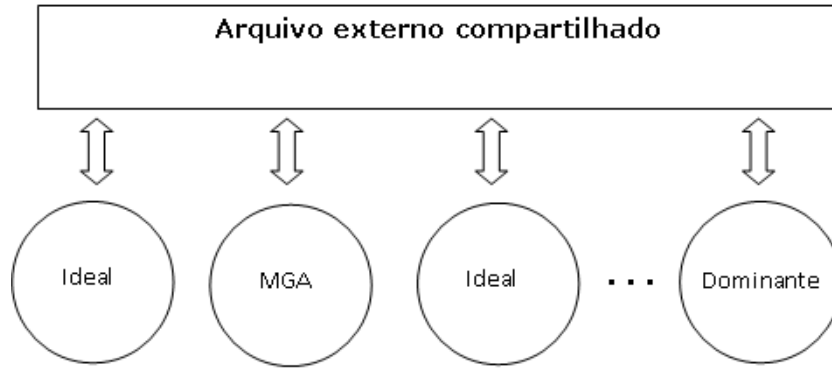 Arquivo externo compartilhado
Ideal
MGA
Ideal
...
Dominante